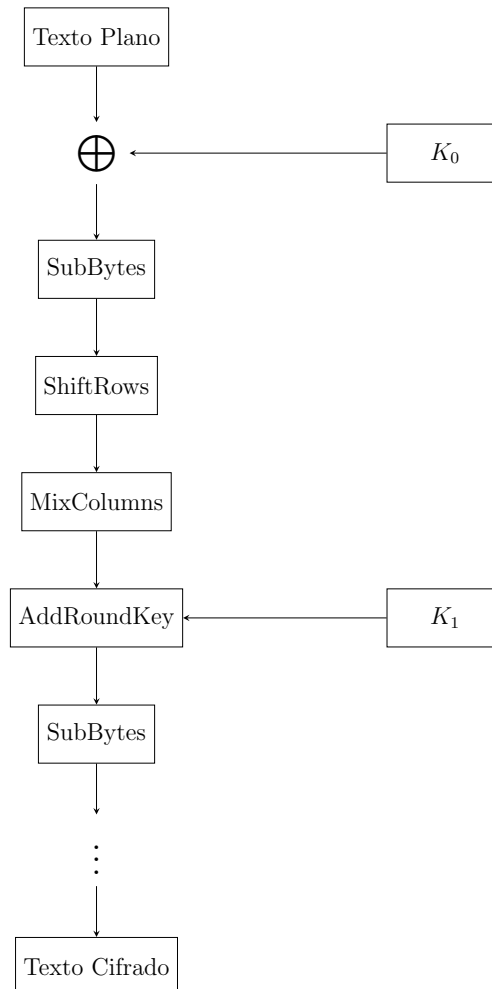 Texto Plano
⊕
K₀
SubBytes
ShiftRows
MixColumns
AddRoundKey
K₁
SubBytes
⋮
Texto Cifrado